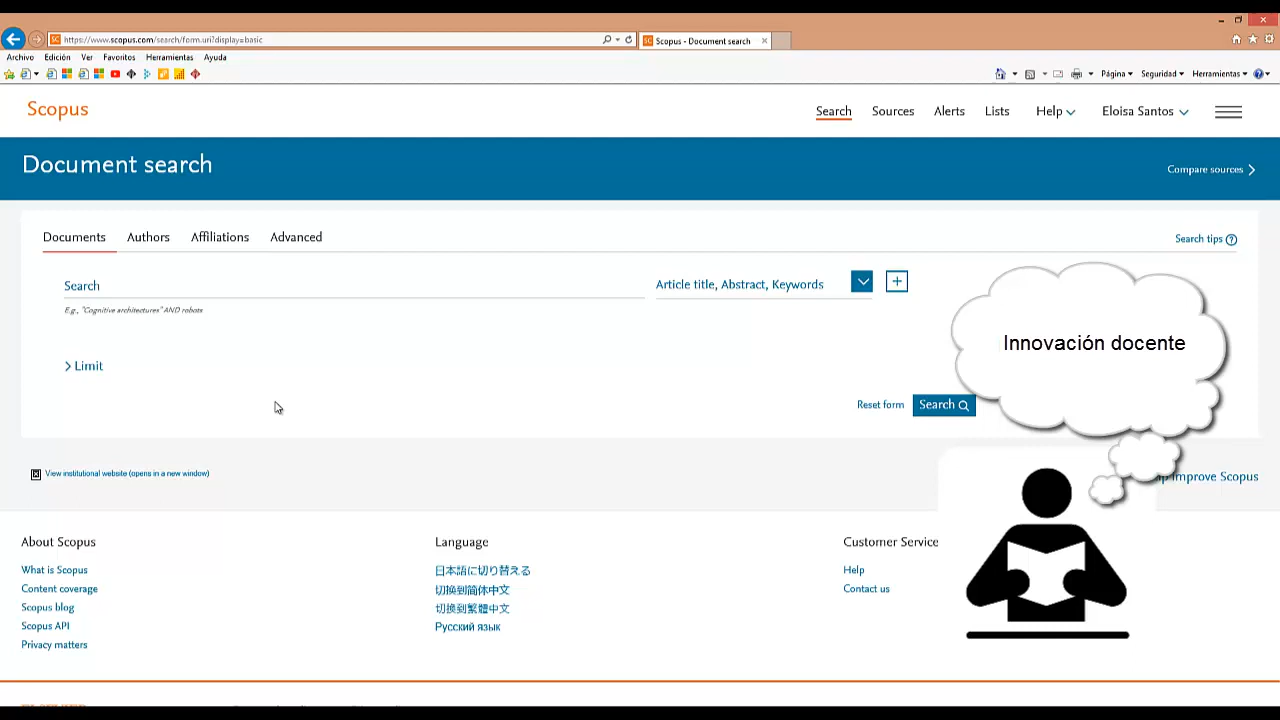 https://www.scopus.com/search/form.uri?display=basic
Scopus - Document search
Archivo Edición Ver Favoritos Herramientas Ayuda
Página Seguridad Herramientas
Scopus
Search Sources Alerts Lists Help Eloisa Santos
Document search
Compare sources
Documents Authors Affiliations Advanced
Search tips
Search
Article title, Abstract, Keywords
E.g., "Cognitive architectures" AND robots
Innovación docente
Limit
Reset form Search
View institutional website (opens in a new window)
Improve Scopus
About Scopus Language Customer Service
What is Scopus 日本語に切り替える Help
Content coverage 切换到简体中文 Contact us
Scopus blog 切換到繁體中文
Scopus API Русский язык
Privacy matters